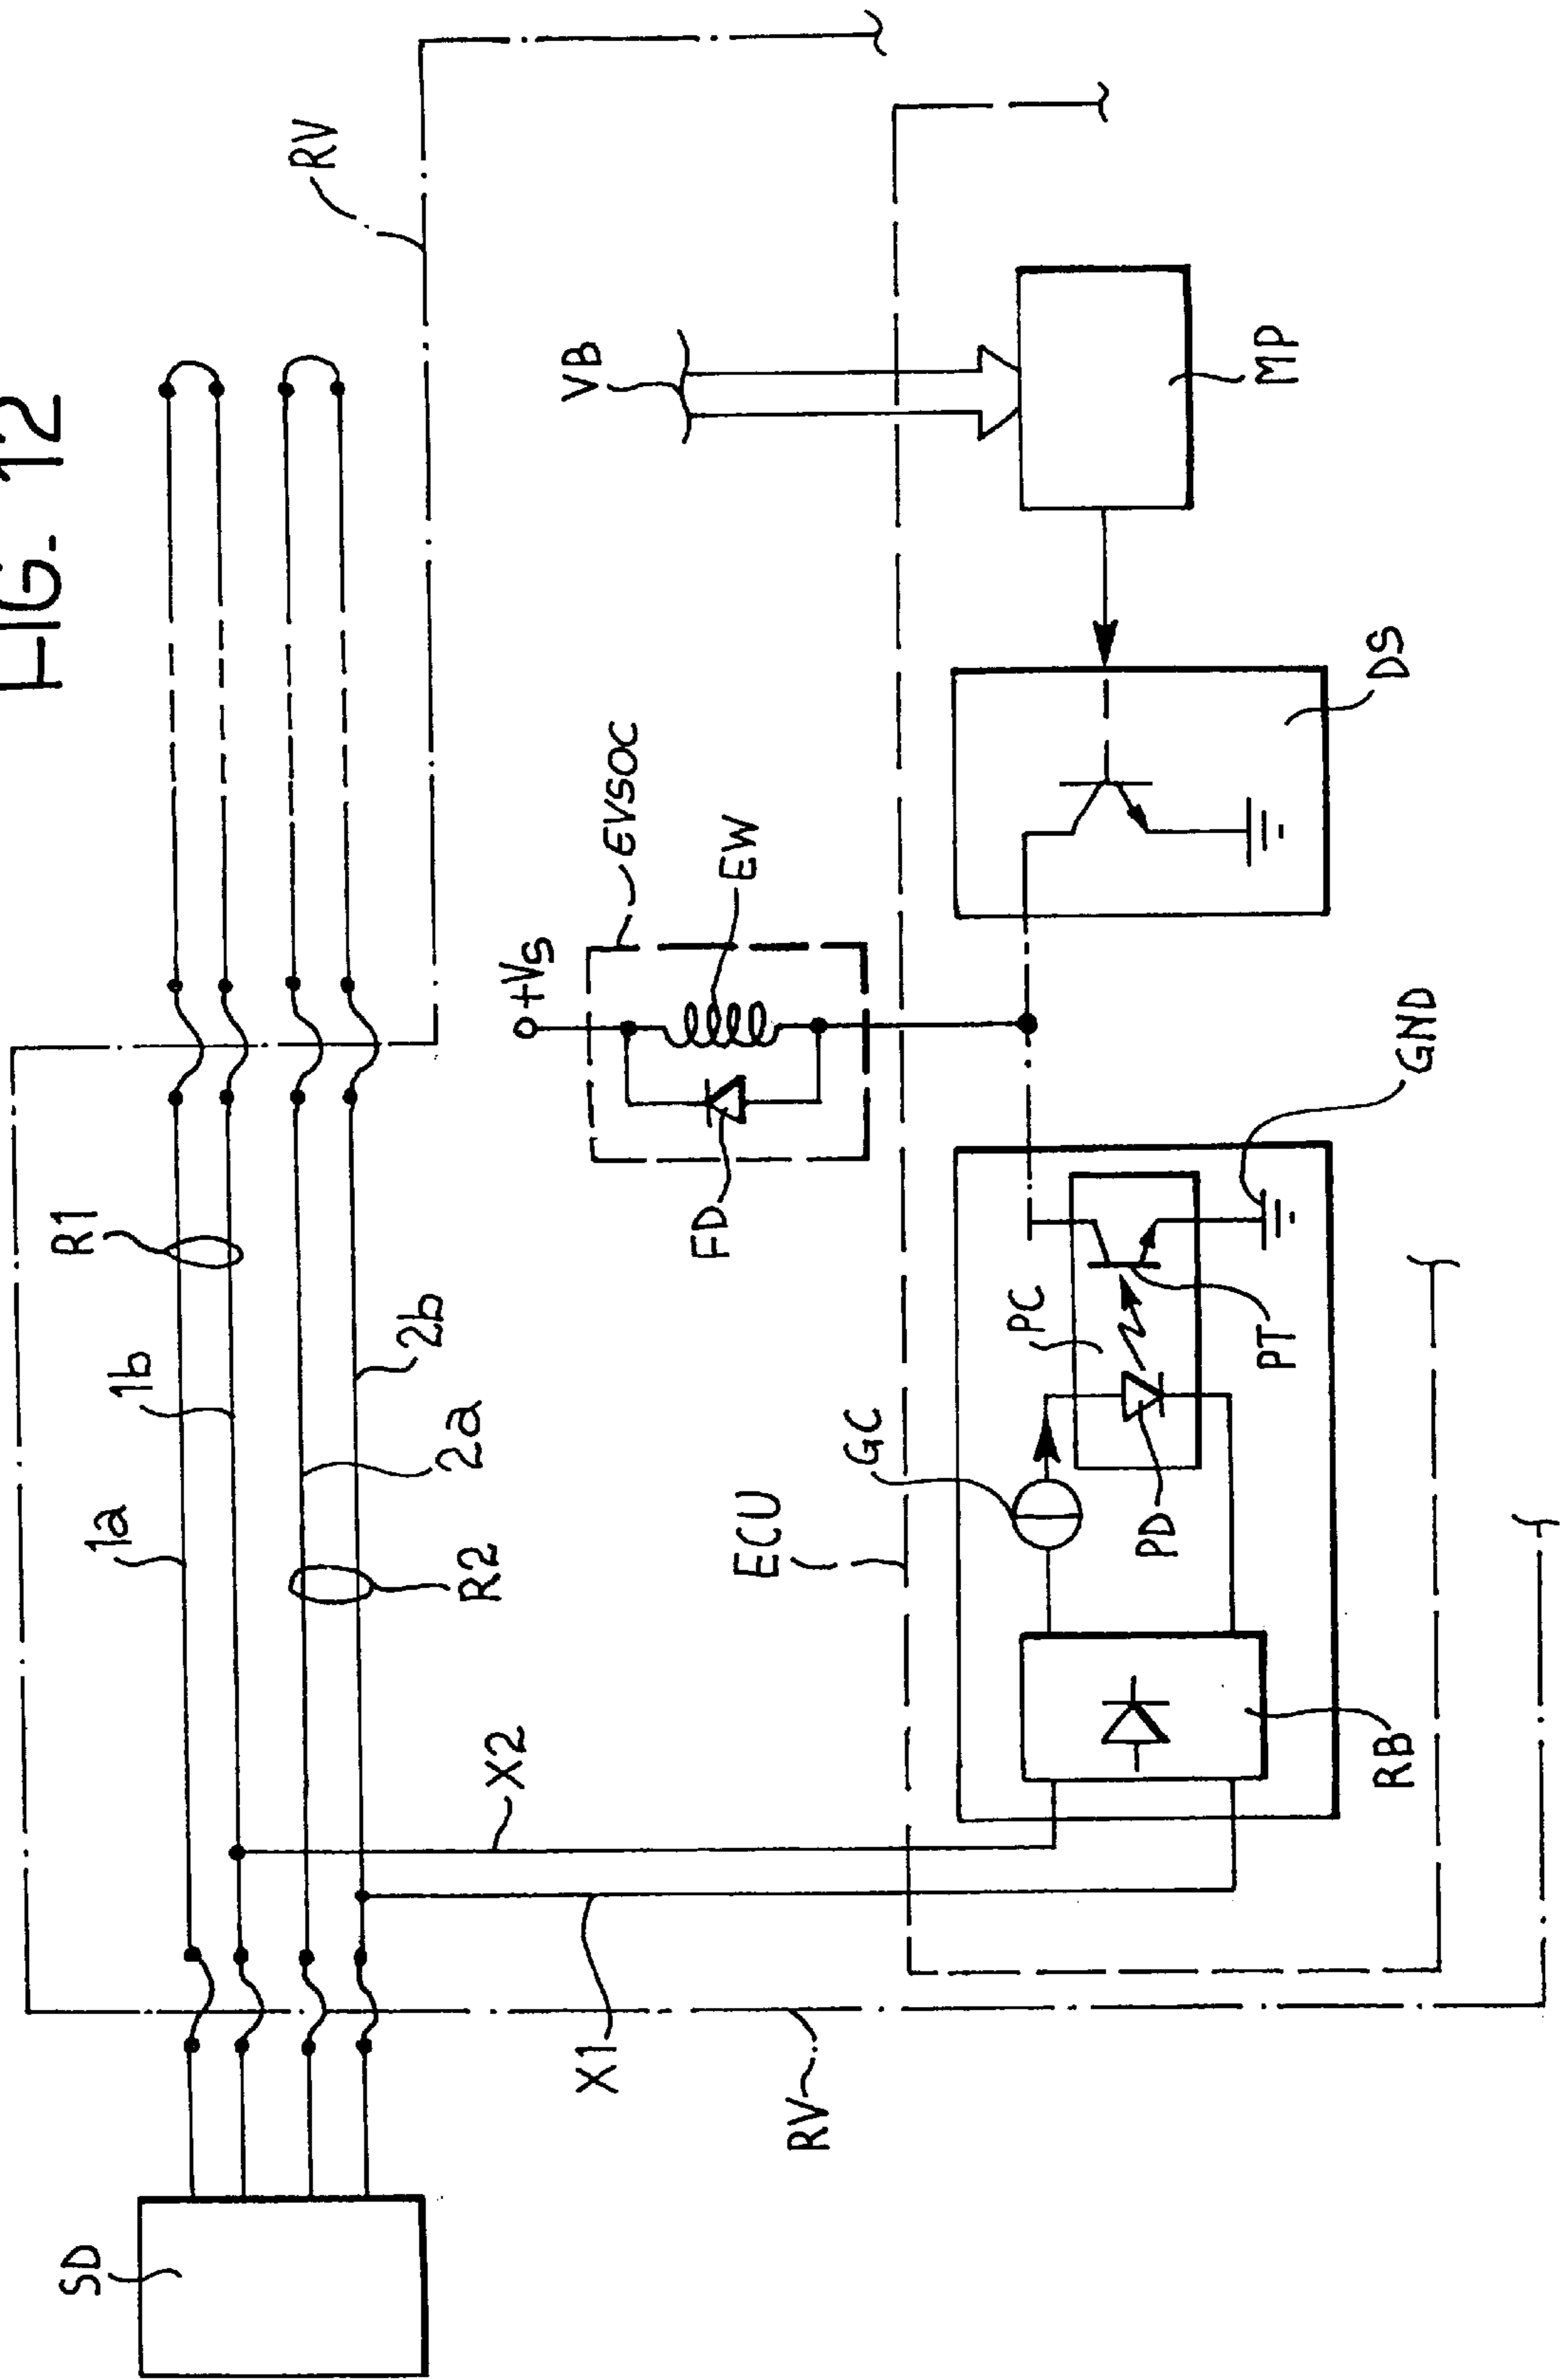 FIG. 12
RV
R1
1b
1a
2b
2a
R2
X2
X1
SD
RV
VB
MP
EVSOC
+Vs
EW
FD
DS
GND
ECU
GC
PC
PT
PD
RB